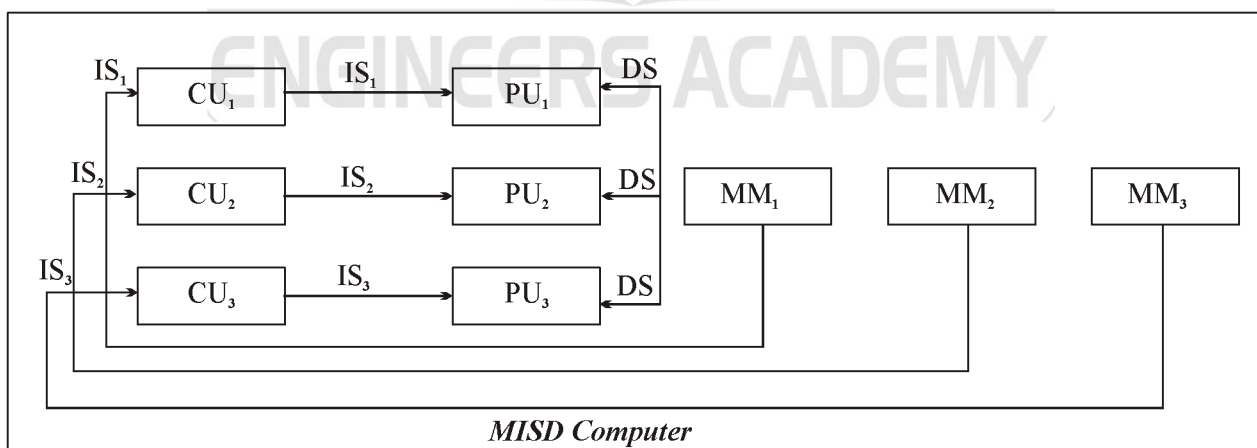 ENGINEERS ACADEMY
IS₁ CU₁ IS₁ PU₁ DS
IS₂ CU₂ IS₂ PU₂ DS MM₁ MM₂ MM₃
IS₃ CU₃ IS₃ PU₃ DS
MISD Computer